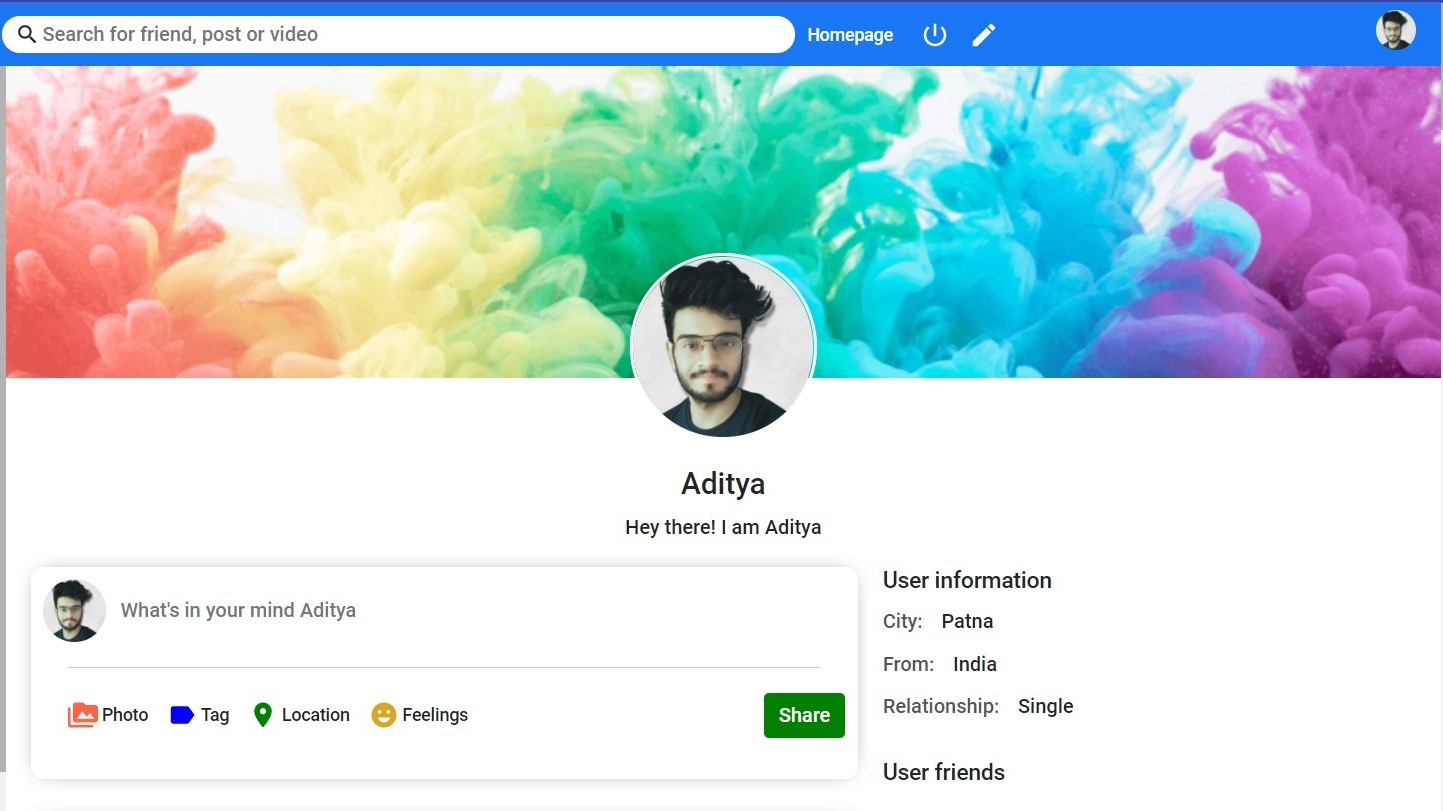 Search for friend, post or video
Homepage
Aditya
Hey there! I am Aditya
What's in your mind Aditya
Photo Tag Location Feelings Share
User information
City: Patna
From: India
Relationship: Single
User friends